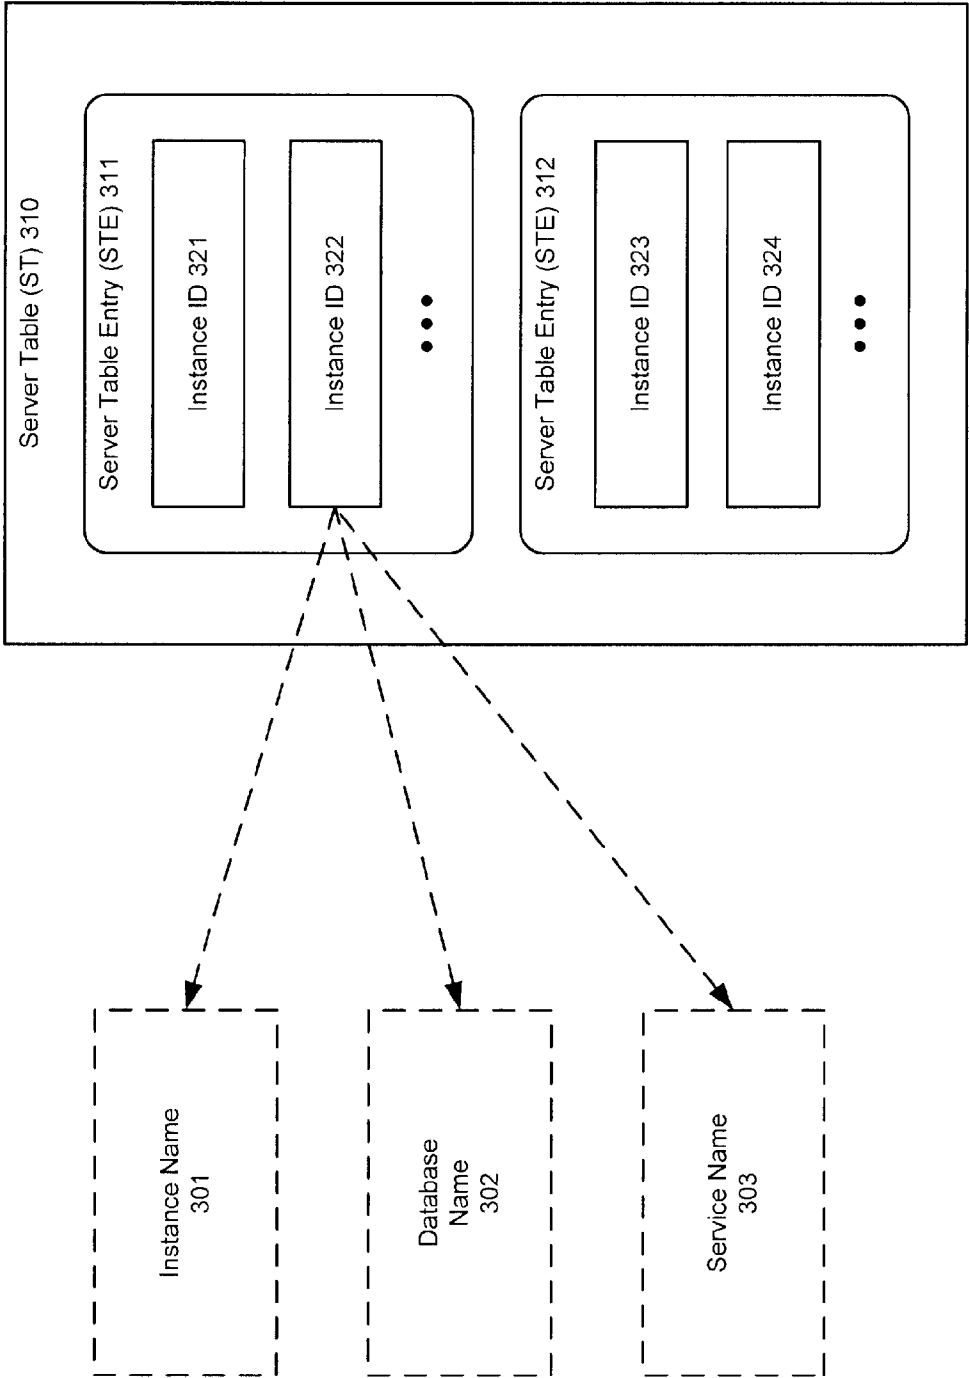 Server Table (ST) 310
Server Table Entry (STE) 311
Instance ID 321
Instance ID 322
Server Table Entry (STE) 312
Instance ID 323
Instance ID 324
Instance Name
301
Database
Name
302
Service Name
303